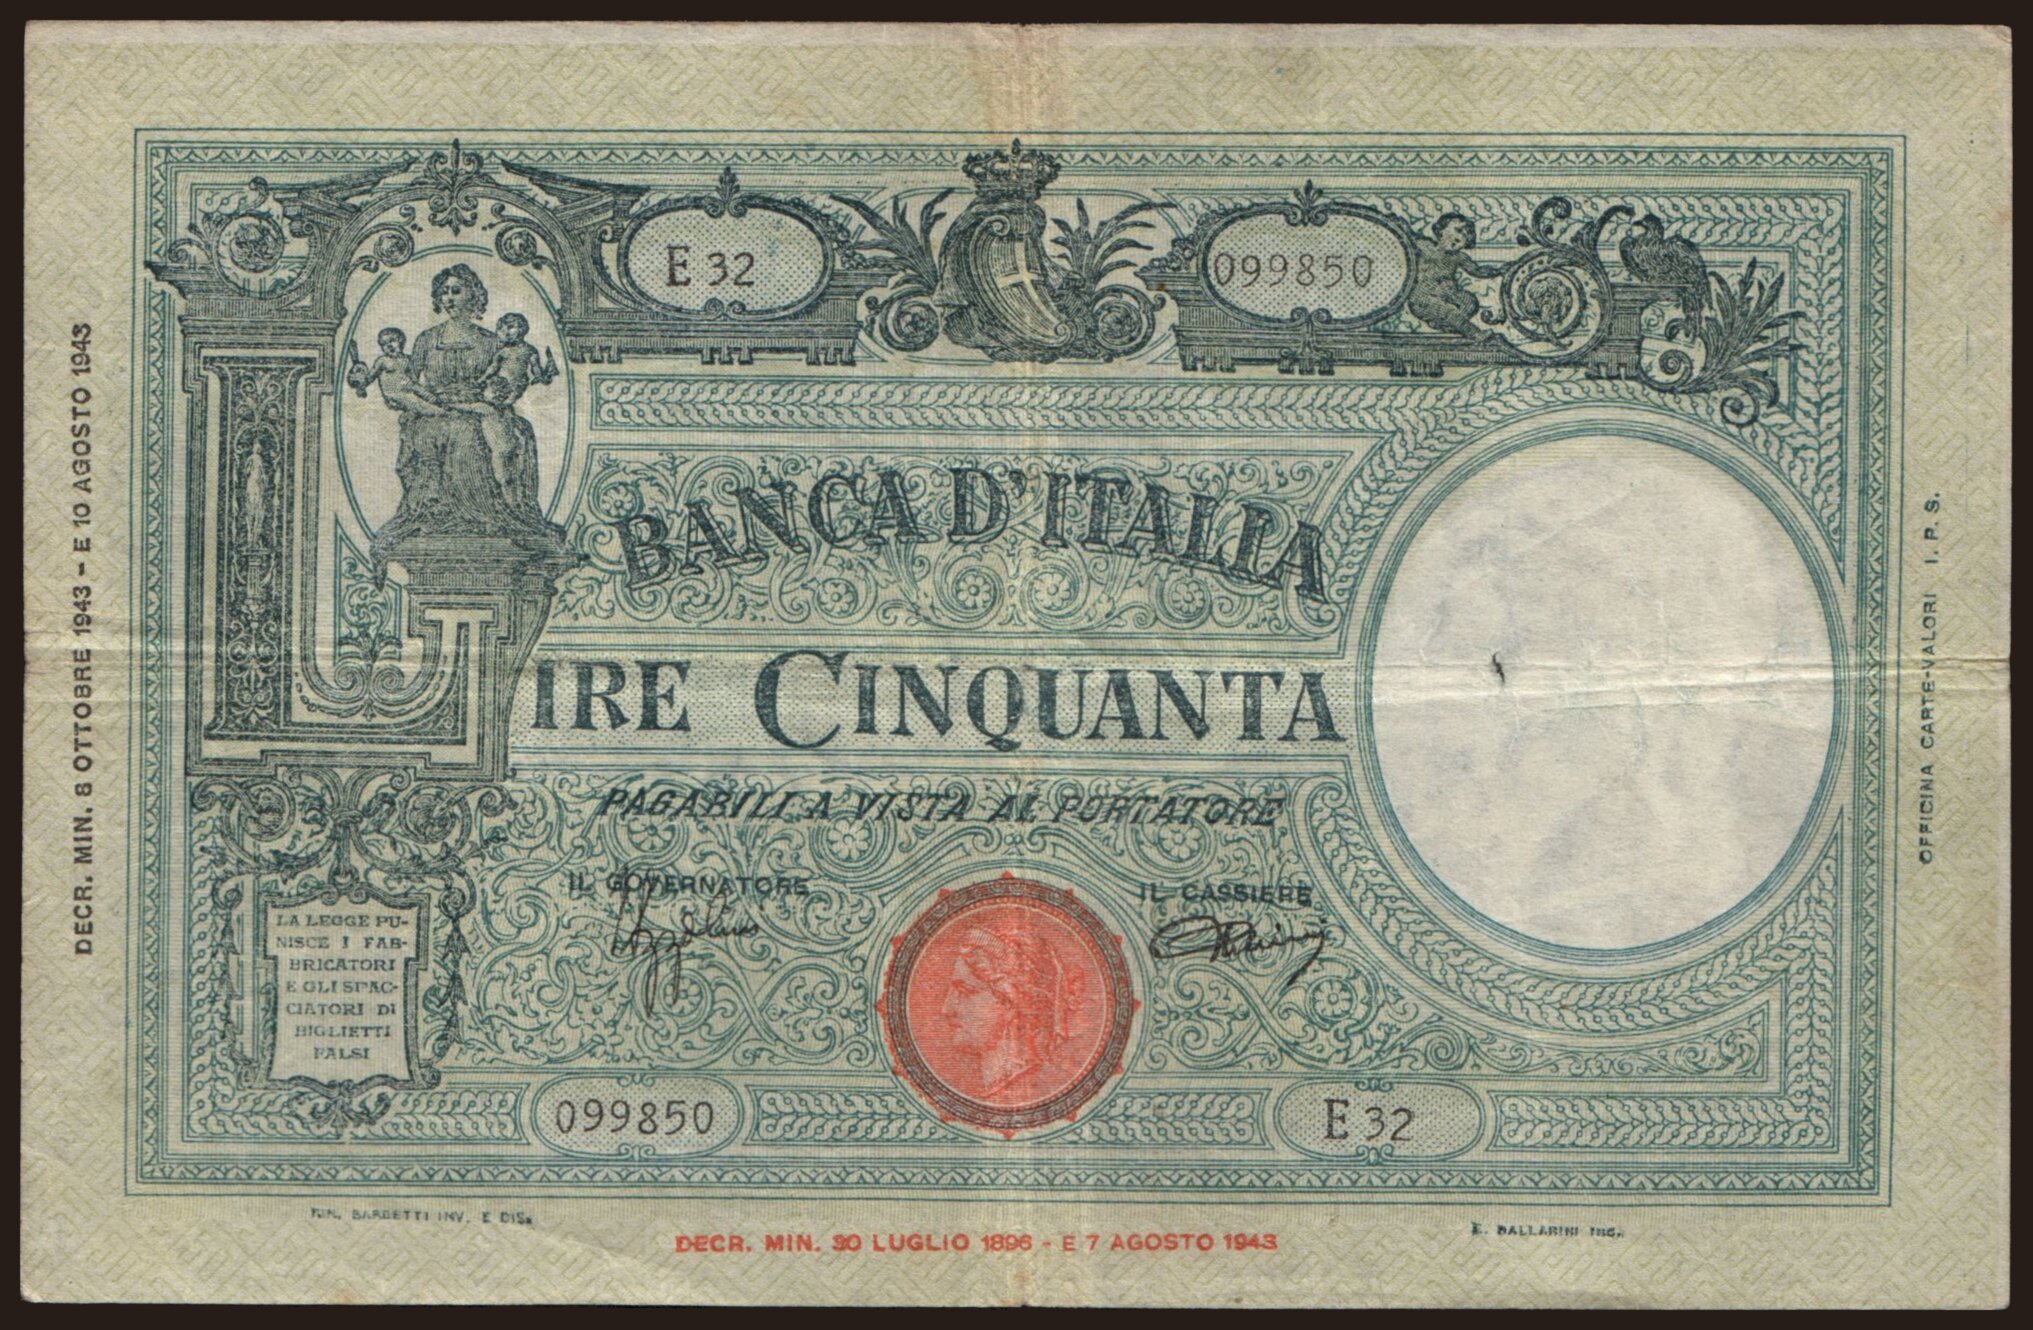 E 32
099850
BANCA D'ITALIA
LIRE CINQUANTA
PAGABILI A VISTA AL PORTATORE
IL GOVERNATORE
IL CASSIERE
LA LEGGE PU-
NISCE I FAB-
BRICATORI
E GLI SPAC-
CIATORI DI
BIGLIETTI
FALSI
099850
E 32
RIN. BARBETTI INV. E DIS.
E. BALLARINI INC.
DECR. MIN. 30 LUGLIO 1896 - E 7 AGOSTO 1943
DECR. MIN. 8 OTTOBRE 1943 - E 10 AGOSTO 1943
OFFICINA CARTE-VALORI I. P. S.